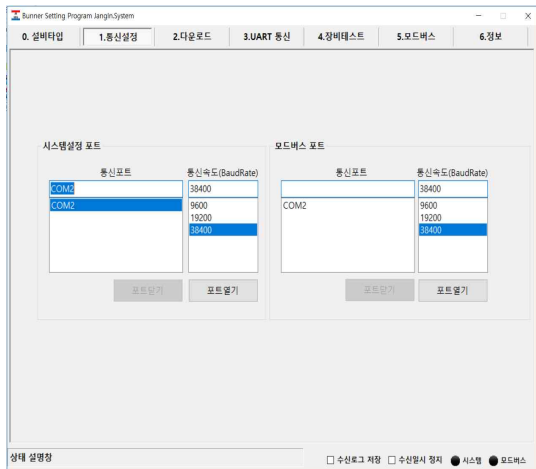 Bunner Setting Program JangIn.System
0. 설비타입 1.통신설정 2.다운로드 3.UART 통신 4.장비테스트 5.모드버스 6.정보
시스템설정 포트
통신포트 통신속도(BaudRate)
COM2 38400
COM2 9600
19200
38400
포트닫기 포트열기
모드버스 포트
통신포트 통신속도(BaudRate)
38400
COM2 9600
19200
38400
포트닫기 포트열기
상태 설명창
수신로그 저장 수신일시 정지 시스템 모드버스